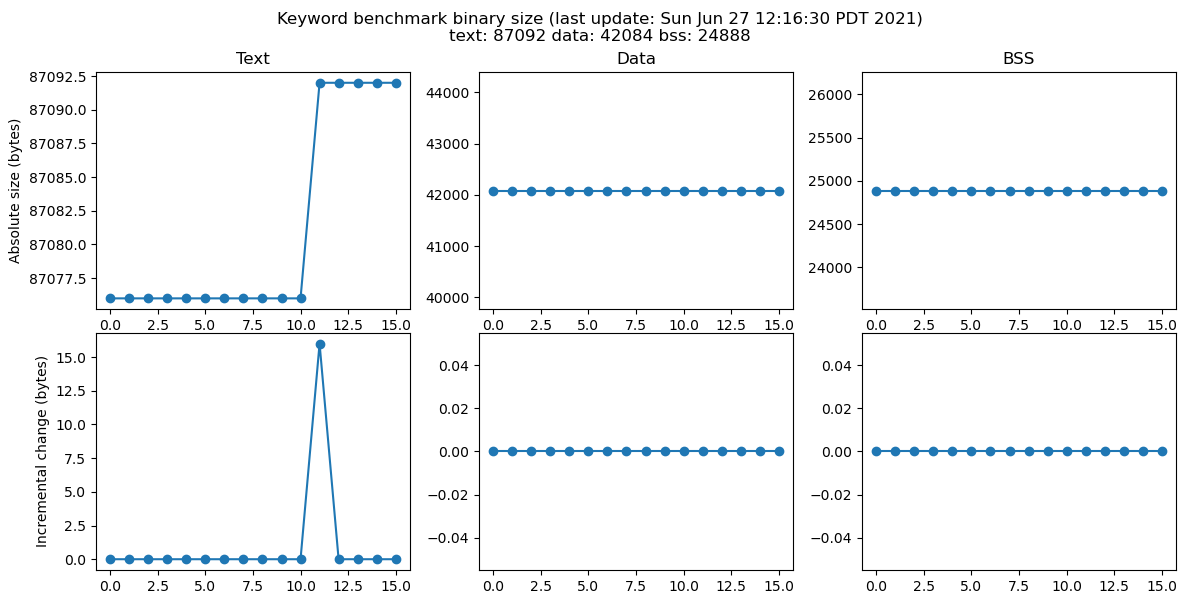 Keyword benchmark binary size (last update: Sun Jun 27 12:16:30 PDT 2021)
text: 87092 data: 42084 bss: 24888
Text
Absolute size (bytes)
87092.5
87090.0
87087.5
87085.0
87082.5
87080.0
87077.5
0.0 2.5 5.0 7.5 10.0 12.5 15.0
Data
44000
43000
42000
41000
40000
0.0 2.5 5.0 7.5 10.0 12.5 15.0
BSS
26000
25500
25000
24500
24000
0.0 2.5 5.0 7.5 10.0 12.5 15.0
Incremental change (bytes)
15.0
12.5
10.0
7.5
5.0
2.5
0.0
0.0 2.5 5.0 7.5 10.0 12.5 15.0
0.04
0.02
0.00
−0.02
−0.04
0.0 2.5 5.0 7.5 10.0 12.5 15.0
0.04
0.02
0.00
−0.02
−0.04
0.0 2.5 5.0 7.5 10.0 12.5 15.0